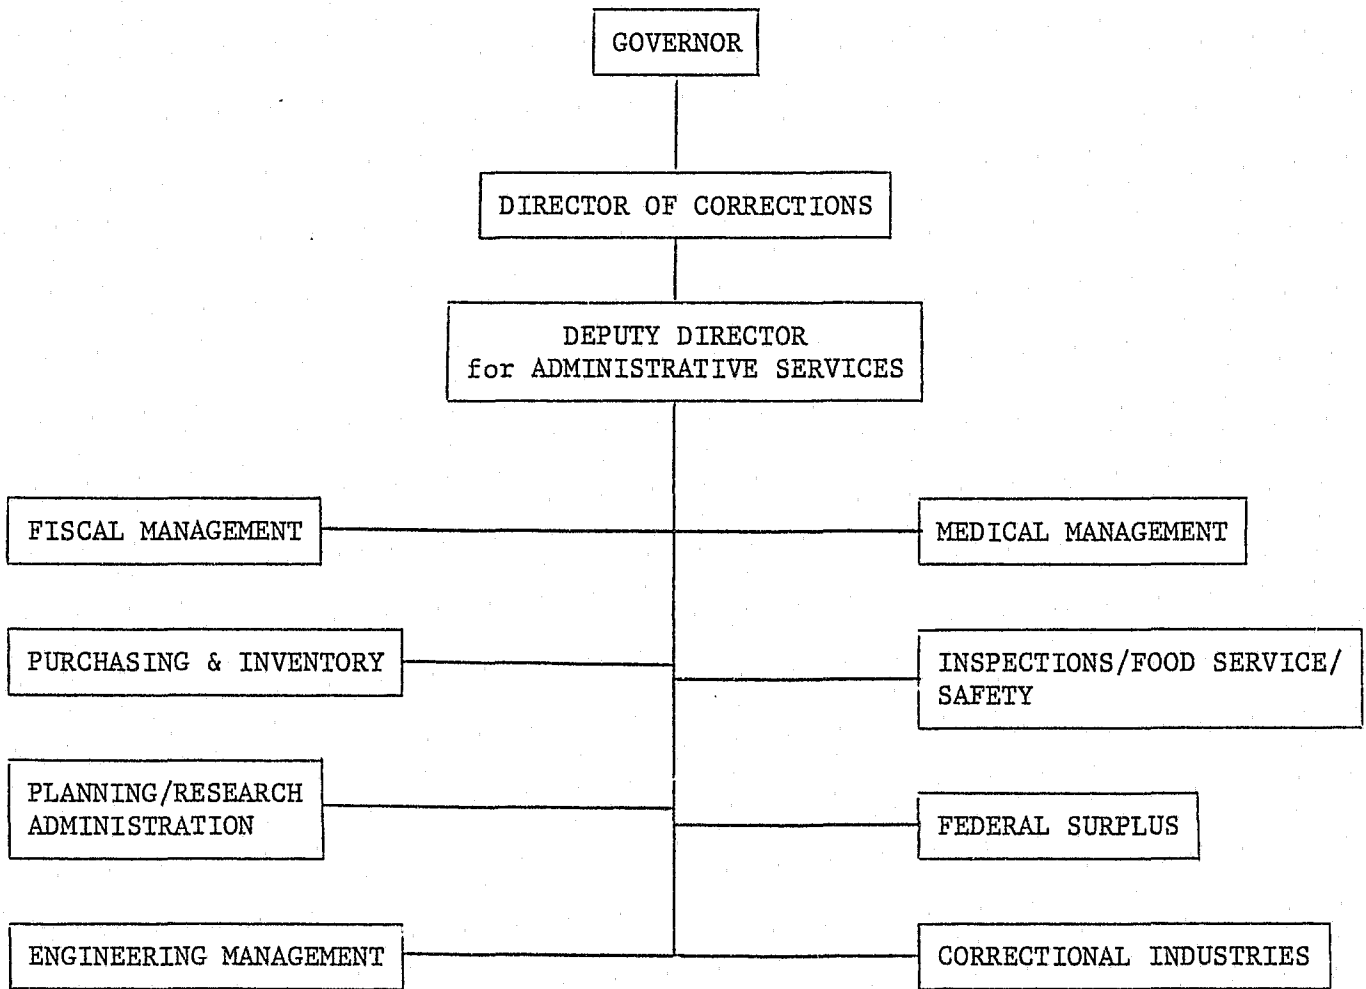 GOVERNOR
DIRECTOR OF CORRECTIONS
DEPUTY DIRECTOR
for ADMINISTRATIVE SERVICES
FISCAL MANAGEMENT
MEDICAL MANAGEMENT
PURCHASING & INVENTORY
INSPECTIONS/FOOD SERVICE/
SAFETY
PLANNING/RESEARCH
ADMINISTRATION
FEDERAL SURPLUS
ENGINEERING MANAGEMENT
CORRECTIONAL INDUSTRIES